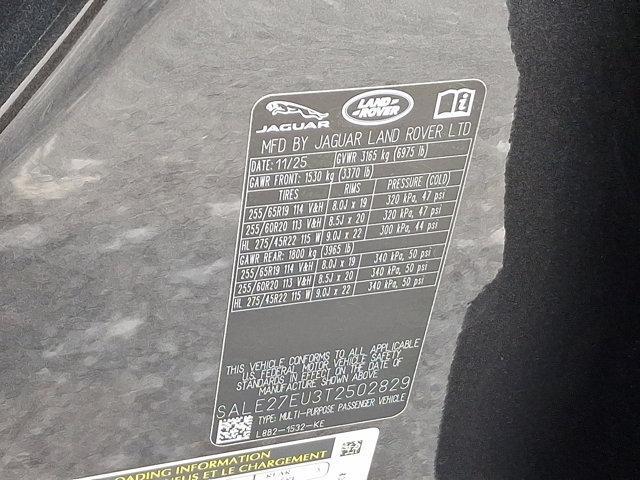 JAGUAR LAND ROVER
MFD BY JAGUAR LAND ROVER LTD
DATE: 11/25 GVWR 3165 kg (6975 lb)
GAWR FRONT: 1530 kg (3370 lb)
TIRES RIMS PRESSURE (COLD)
255/65R19 114 V&H 8.0J x 19 320 kPa, 47 psi
255/60R20 113 V&H 8.5J x 20 320 kPa, 47 psi
HL 275/45R22 115 W 9.0J x 22 300 kPa, 44 psi
GAWR REAR: 1800 kg (3965 lb)
255/65R19 114 V&H 8.0J x 19 340 kPa, 50 psi
255/60R20 113 V&H 8.5J x 20 340 kPa, 50 psi
HL 275/45R22 115 W 9.0J x 22 340 kPa, 50 psi
THIS VEHICLE CONFORMS TO ALL APPLICABLE
U.S. FEDERAL MOTOR VEHICLE SAFETY
STANDARDS IN EFFECT ON THE DATE OF
MANUFACTURE SHOWN ABOVE
SALE27EU3T2502829
TYPE: MULTI-PURPOSE PASSENGER VEHICLE
L8B2-1532-KE
LOADING INFORMATION
ET LE CHARGEMENT
REAR